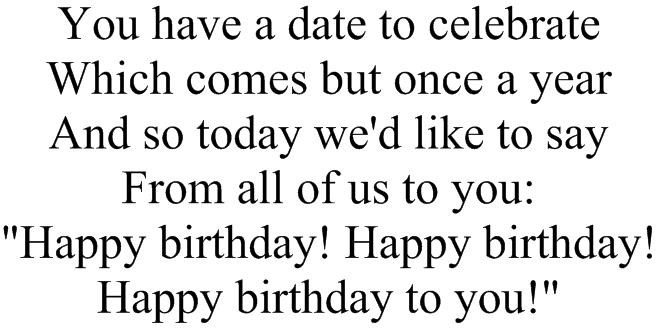 You have a date to celebrate
Which comes but once a year
And so today we'd like to say
From all of us to you:
"Happy birthday! Happy birthday!
Happy birthday to you!"